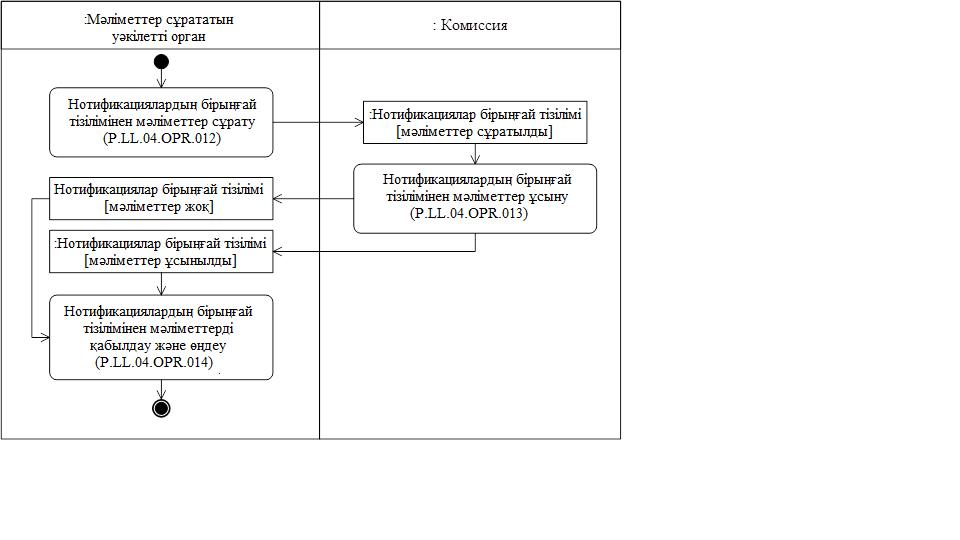 :Мәліметтер сұрататын
уәкілетті орган
: Комиссия
Нотификациялардың бірыңғай
тізілімінен мәліметтер сұрату
(P.LL.04.OPR.012)
:Нотификациялар бірыңғай тізілімі
[мәліметтер сұратылды]
Нотификациялардың бірыңғай
тізілімінен мәліметтер ұсыну
(P.LL.04.OPR.013)
Нотификациялар бірыңғай тізілімі
[мәліметтер жоқ]
:Нотификациялар бірыңғай тізілімі
[мәліметтер ұсынылды]
Нотификациялардың бірыңғай
тізілімінен мәліметтерді
қабылдау және өңдеу
(P.LL.04.OPR.014)